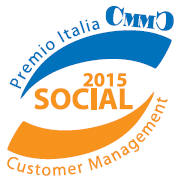 Premio Italia CMMC
2015
SOCIAL
Customer Management